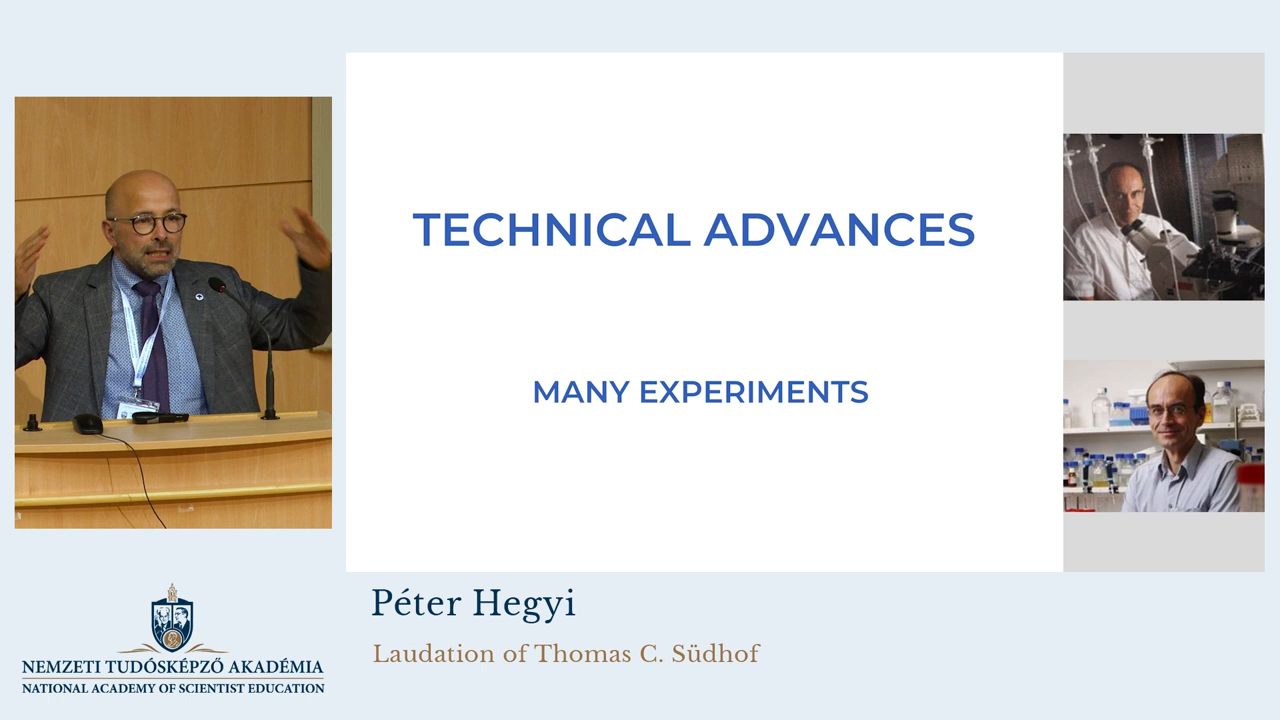 TECHNICAL ADVANCES
MANY EXPERIMENTS
Péter Hegyi
Laudation of Thomas C. Südhof
NEMZETI TUDÓSKÉPZŐ AKADÉMIA
NATIONAL ACADEMY OF SCIENTIST EDUCATION